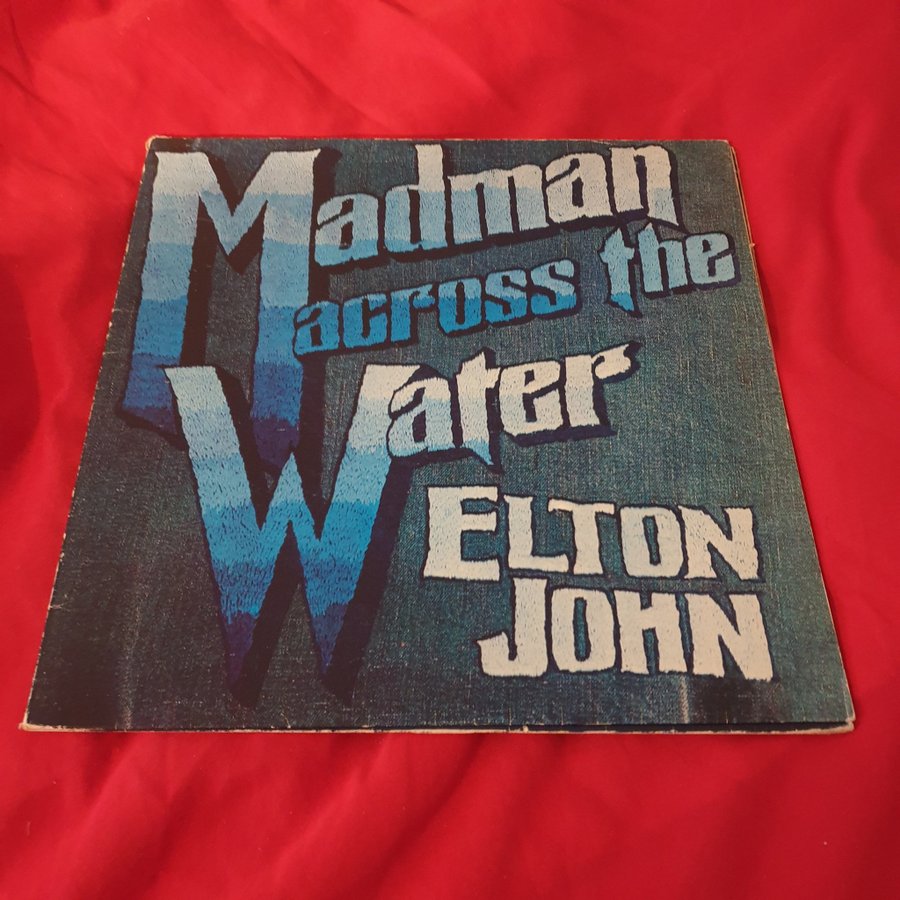 Madman
across the
Water
ELTON
JOHN